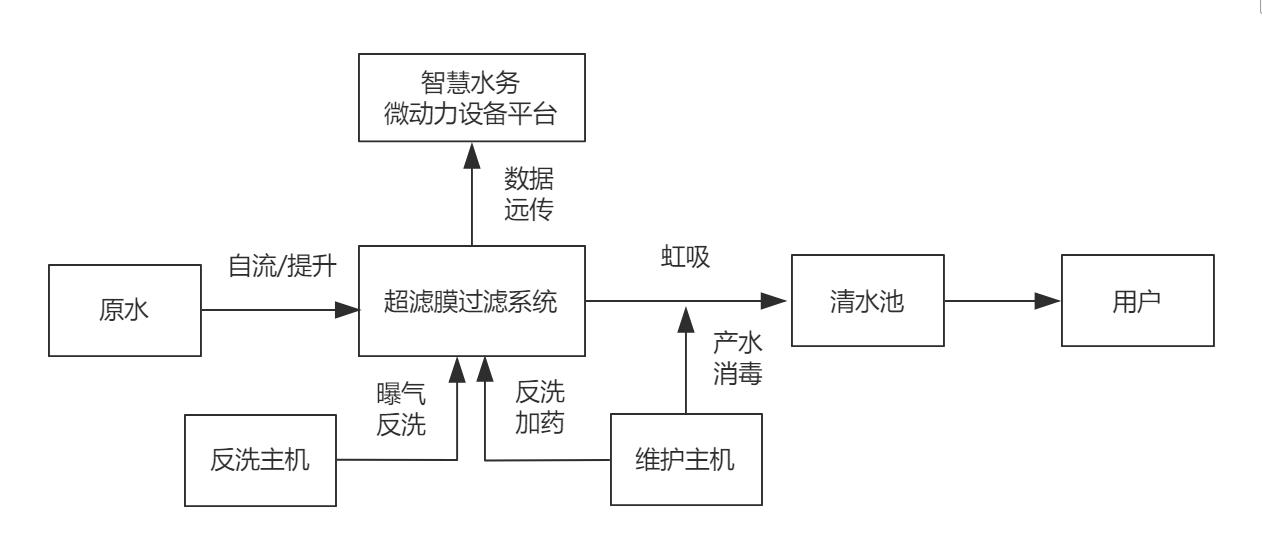 智慧水务
微动力设备平台
数据
远传
自流/提升
虹吸
原水
超滤膜过滤系统
清水池
用户
产水
消毒
曝气
反洗
反洗
加药
反洗主机
维护主机